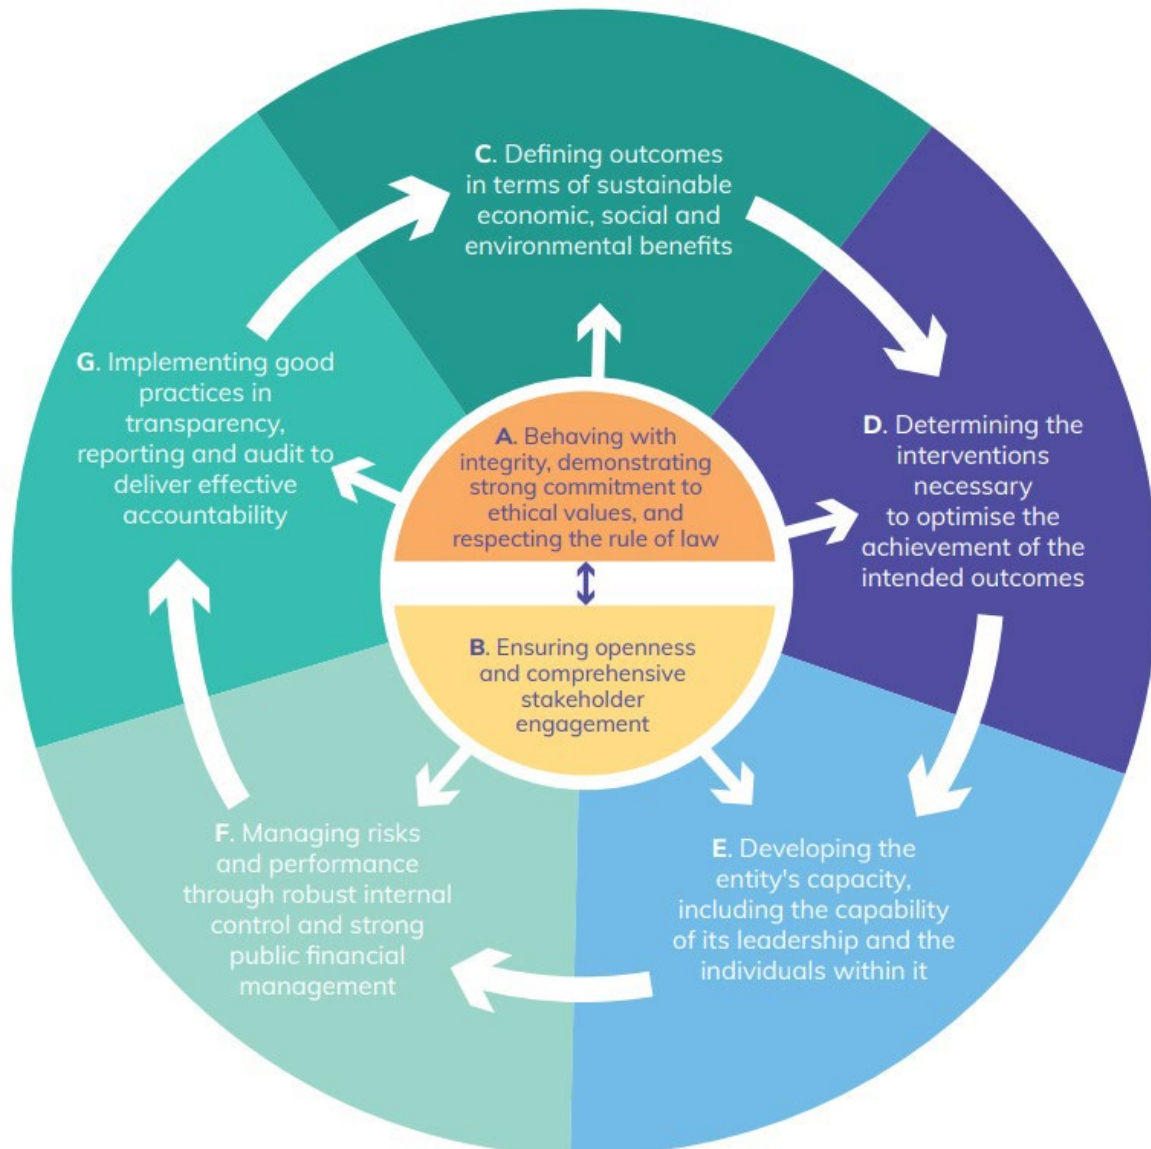 C. Defining outcomes
in terms of sustainable
economic, social and
environmental benefits
G. Implementing good
practices in
transparency,
reporting and audit to
deliver effective
accountability
A. Behaving with
integrity, demonstrating
strong commitment to
ethical values, and
respecting the rule of law
D. Determining the
interventions
necessary
to optimise the
achievement of the
intended outcomes
B. Ensuring openness
and comprehensive
stakeholder
engagement
F. Managing risks
and performance
through robust internal
control and strong
public financial
management
E. Developing the
entity's capacity,
including the capability
of its leadership and the
individuals within it